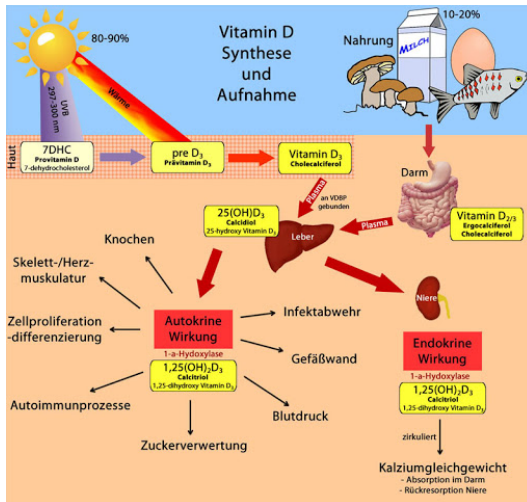 80-90%
Vitamin D
Synthese
und
Aufnahme
10-20%
Nahrung
MILCH
UVB
297-300 nm
Wärme
Haut
7DHC
Provitamin D
7-dehydrocholesterol
pre D₃
Prävitamin D₃
Vitamin D₃
Cholecalciferol
Darm
Plasma
an VDBP
gebunden
25(OH)D₃
Calcidiol
25-hydroxy Vitamin D₃
Leber
Plasma
Vitamin D₂/₃
Ergocalciferol
Cholecalciferol
Knochen
Skelett-/Herz-
muskulatur
Zellproliferation
-differenzierung
Autoimmunprozesse
Zuckerverwertung
Blutdruck
Gefäßwand
Infektabwehr
Autokrine
Wirkung
1-a-Hydoxylase
1,25(OH)₂D₃
Calcitriol
1,25-dihydroxy Vitamin D₃
Niere
Endokrine
Wirkung
1-a-Hydoxylase
1,25(OH)₂D₃
Calcitriol
1,25-dihydroxy Vitamin D₃
zirkuliert
Kalziumgleichgewicht
- Absorption im Darm
- Rückresorption Niere